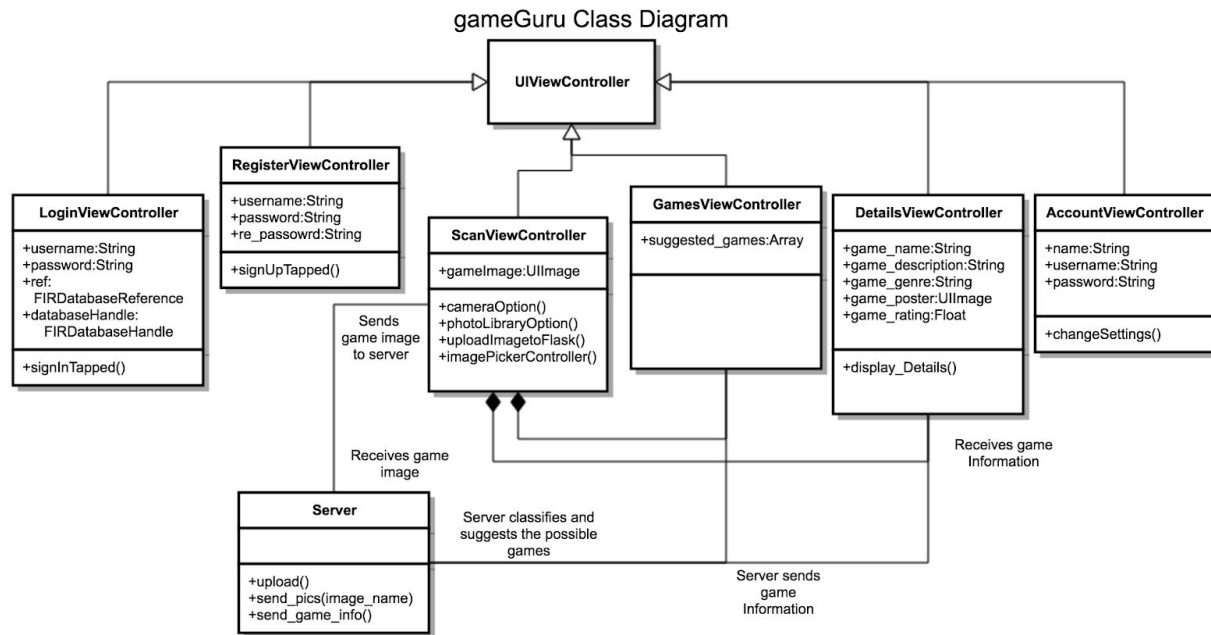 gameGuru Class Diagram
UIViewController
RegisterViewController
+username:String
+password:String
+re_passowrd:String
+signUpTapped()
LoginViewController
+username:String
+password:String
+ref:
FIRDatabaseReference
+databaseHandle:
FIRDatabaseHandle
+signInTapped()
ScanViewController
+gameImage:UIImage
+cameraOption()
+photoLibraryOption()
+uploadImagetoFlask()
+imagePickerController()
GamesViewController
+suggested_games:Array
DetailsViewController
+game_name:String
+game_description:String
+game_genre:String
+game_poster:UIImage
+game_rating:Float
+display_Details()
AccountViewController
+name:String
+username:String
+password:String
+changeSettings()
Sends
game image
to server
Receives game
image
Receives game
Information
Server
+upload()
+send_pics(image_name)
+send_game_info()
Server classifies and
suggests the possible
games
Server sends
game
Information